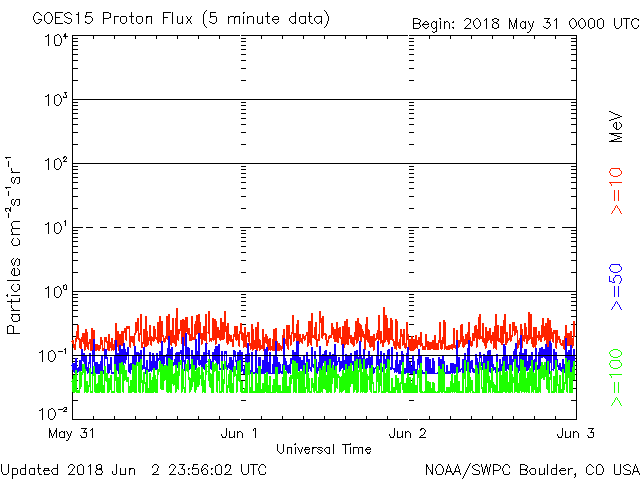 GOES15 Proton Flux (5 minute data)
Begin: 2018 May 31 0000 UTC
10⁴
10³
10²
10¹
10⁰
10⁻¹
10⁻²
Particles cm⁻²s⁻¹sr⁻¹
MeV
>=10
>=50
>=100
May 31
Jun 1
Jun 2
Jun 3
Universal Time
Updated 2018 Jun 2 23:56:02 UTC
NOAA/SWPC Boulder, CO USA